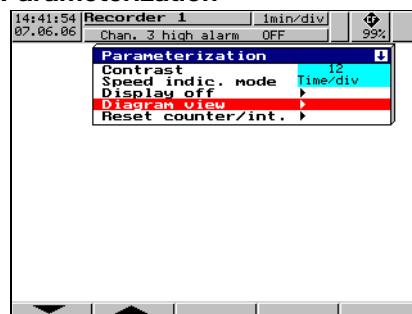 Parameterization
14:41:54 Recorder 1 1min/div
07.06.06 Chan. 3 high alarm OFF 99%
Parameterization
Contrast 12
Speed indic. mode Time/div
Display off
Diagram view
Reset counter/int.